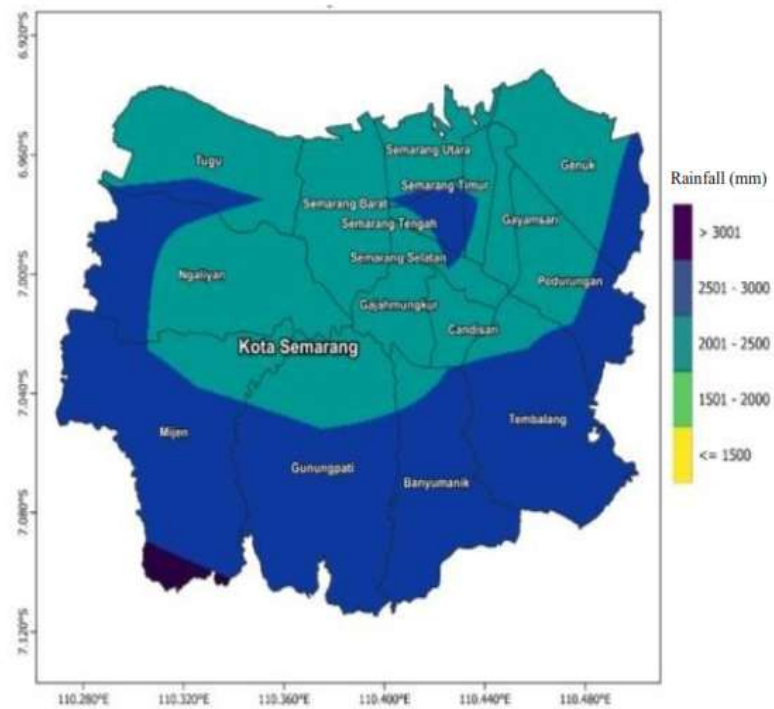 6.920°S
6.960°S
7.000°S
7.040°S
7.080°S
7.120°S
Tugu
Semarang Utara
Genuk
Semarang Timur
Semarang Barat
Semarang Tengah
Gayamsari
Semarang Selatan
Ngaliyan
Pedurungan
Gajahmungkur
Candisari
Kota Semarang
Tembalang
Mijen
Gunungpati
Banyumanik
110.280°E
110.320°E
110.360°E
110.400°E
110.440°E
110.480°E
Rainfall (mm)
> 3001
2501 - 3000
2001 - 2500
1501 - 2000
<= 1500